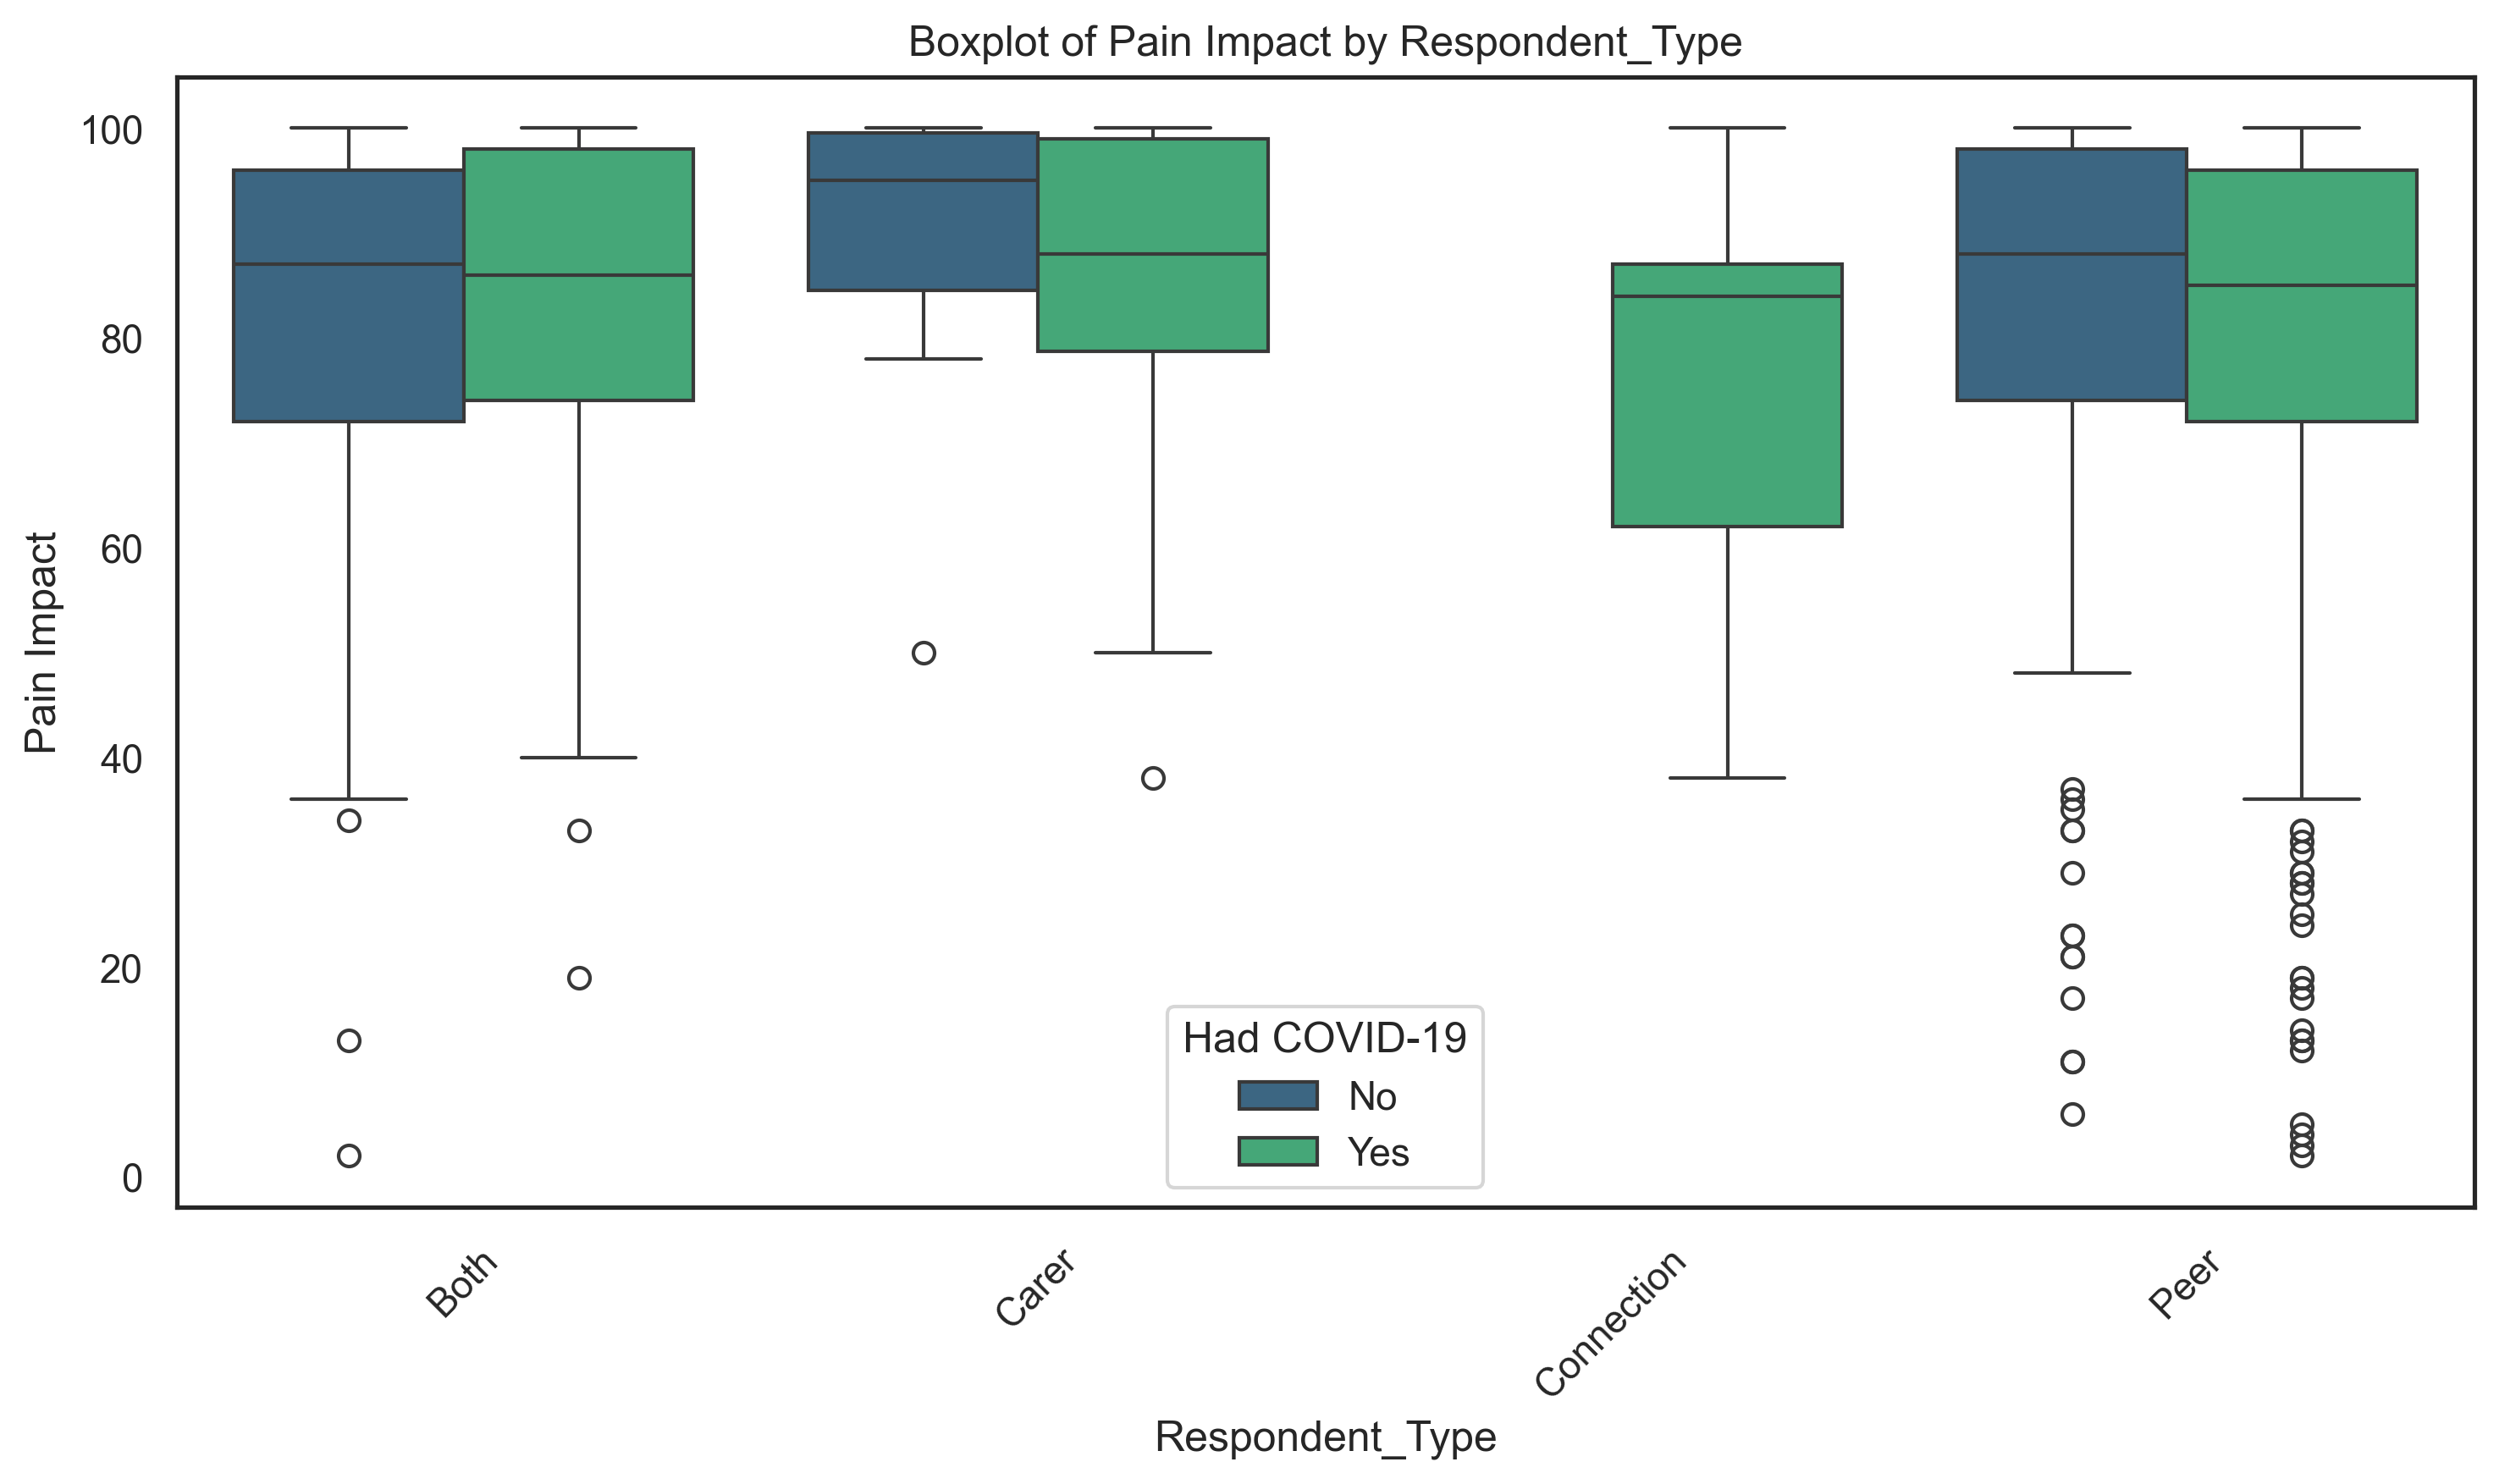 Boxplot of Pain Impact by Respondent_Type
Pain Impact
100
80
60
40
20
0
Had COVID-19
No
Yes
Both
Carer
Connection
Peer
Respondent_Type